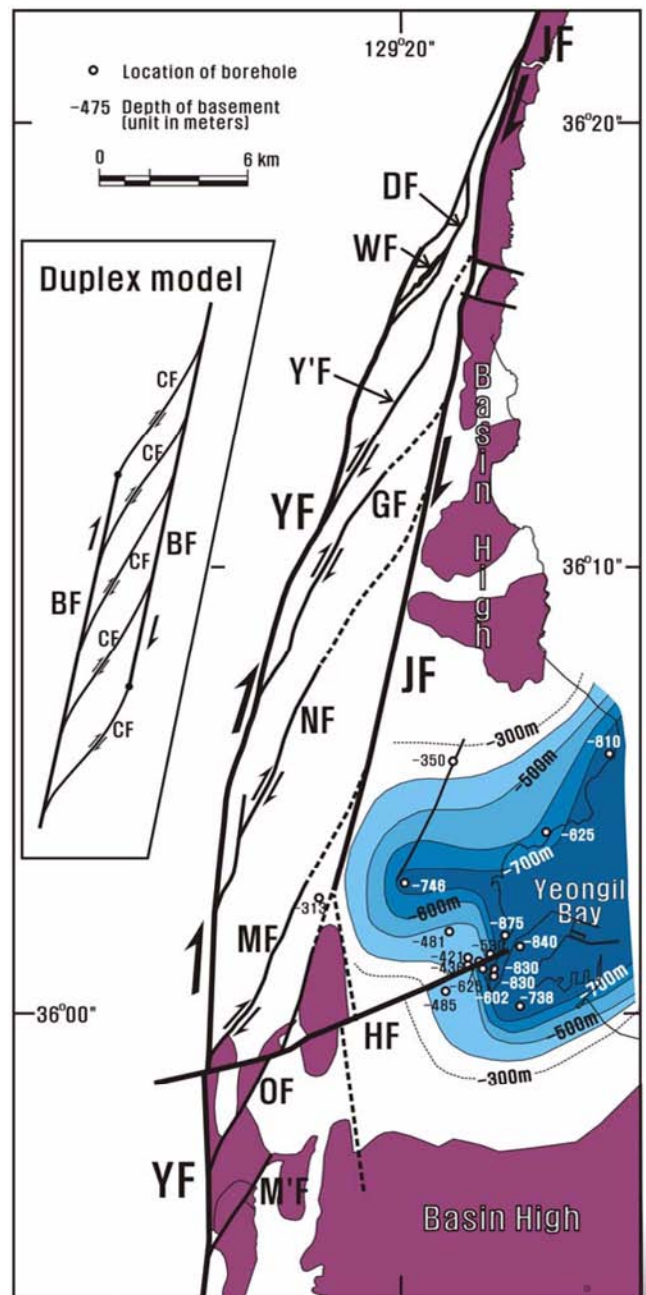 129°20"
JF
Location of borehole
-475 Depth of basement
(unit in meters)
36°20"
0 6 km
DF
WF
Duplex model
CF
CF
CF
CF
CF
BF
BF
Y'F
YF
GF
Basin High
36°10"
JF
NF
-300m
-350
-500m
-810
-625
-700m
-746
Yeongil
Bay
-313
-600m
-875
MF
-481
-530
-840
-421
-436
-830
-625
-830
-485
-602
-738
-700m
36°00"
HF
-500m
-300m
OF
YF
M'F
Basin High